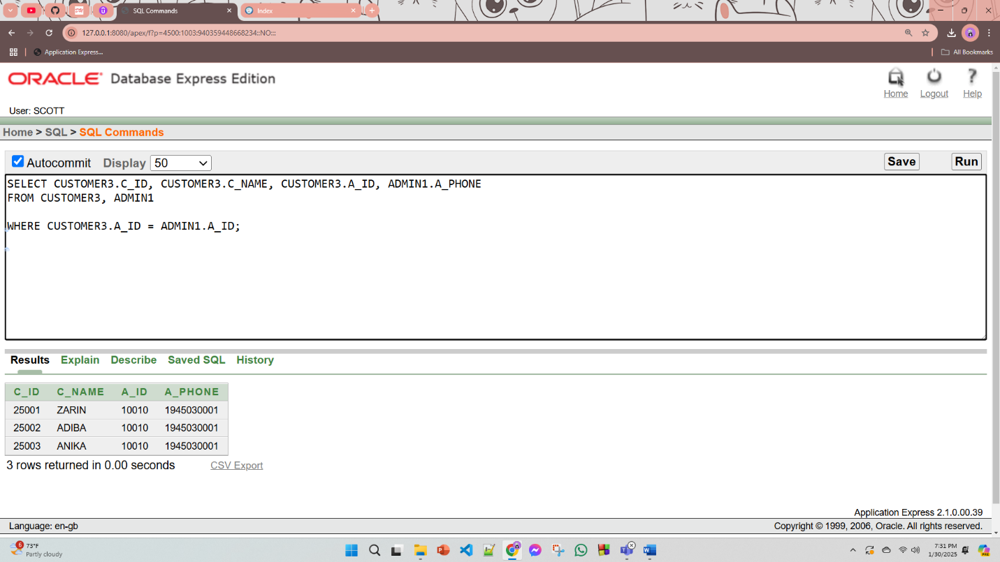 SQL Commands
Index
127.0.0.1:8080/apex/f?p=4500:1003:940359448668234::NO:::
Application Express...
All Bookmarks
ORACLE Database Express Edition
Home Logout Help
User: SCOTT
Home > SQL > SQL Commands
Autocommit Display 50 Save Run
SELECT CUSTOMER3.C_ID, CUSTOMER3.C_NAME, CUSTOMER3.A_ID, ADMIN1.A_PHONE
FROM CUSTOMER3, ADMIN1
WHERE CUSTOMER3.A_ID = ADMIN1.A_ID;
Results Explain Describe Saved SQL History
C_ID C_NAME A_ID A_PHONE
25001 ZARIN 10010 1945030001
25002 ADIBA 10010 1945030001
25003 ANIKA 10010 1945030001
3 rows returned in 0.00 seconds CSV Export
Application Express 2.1.0.00.39
Language: en-gb Copyright © 1999, 2006, Oracle. All rights reserved.
6 73°F
Partly cloudy
7:31 PM
1/30/2025
PRE